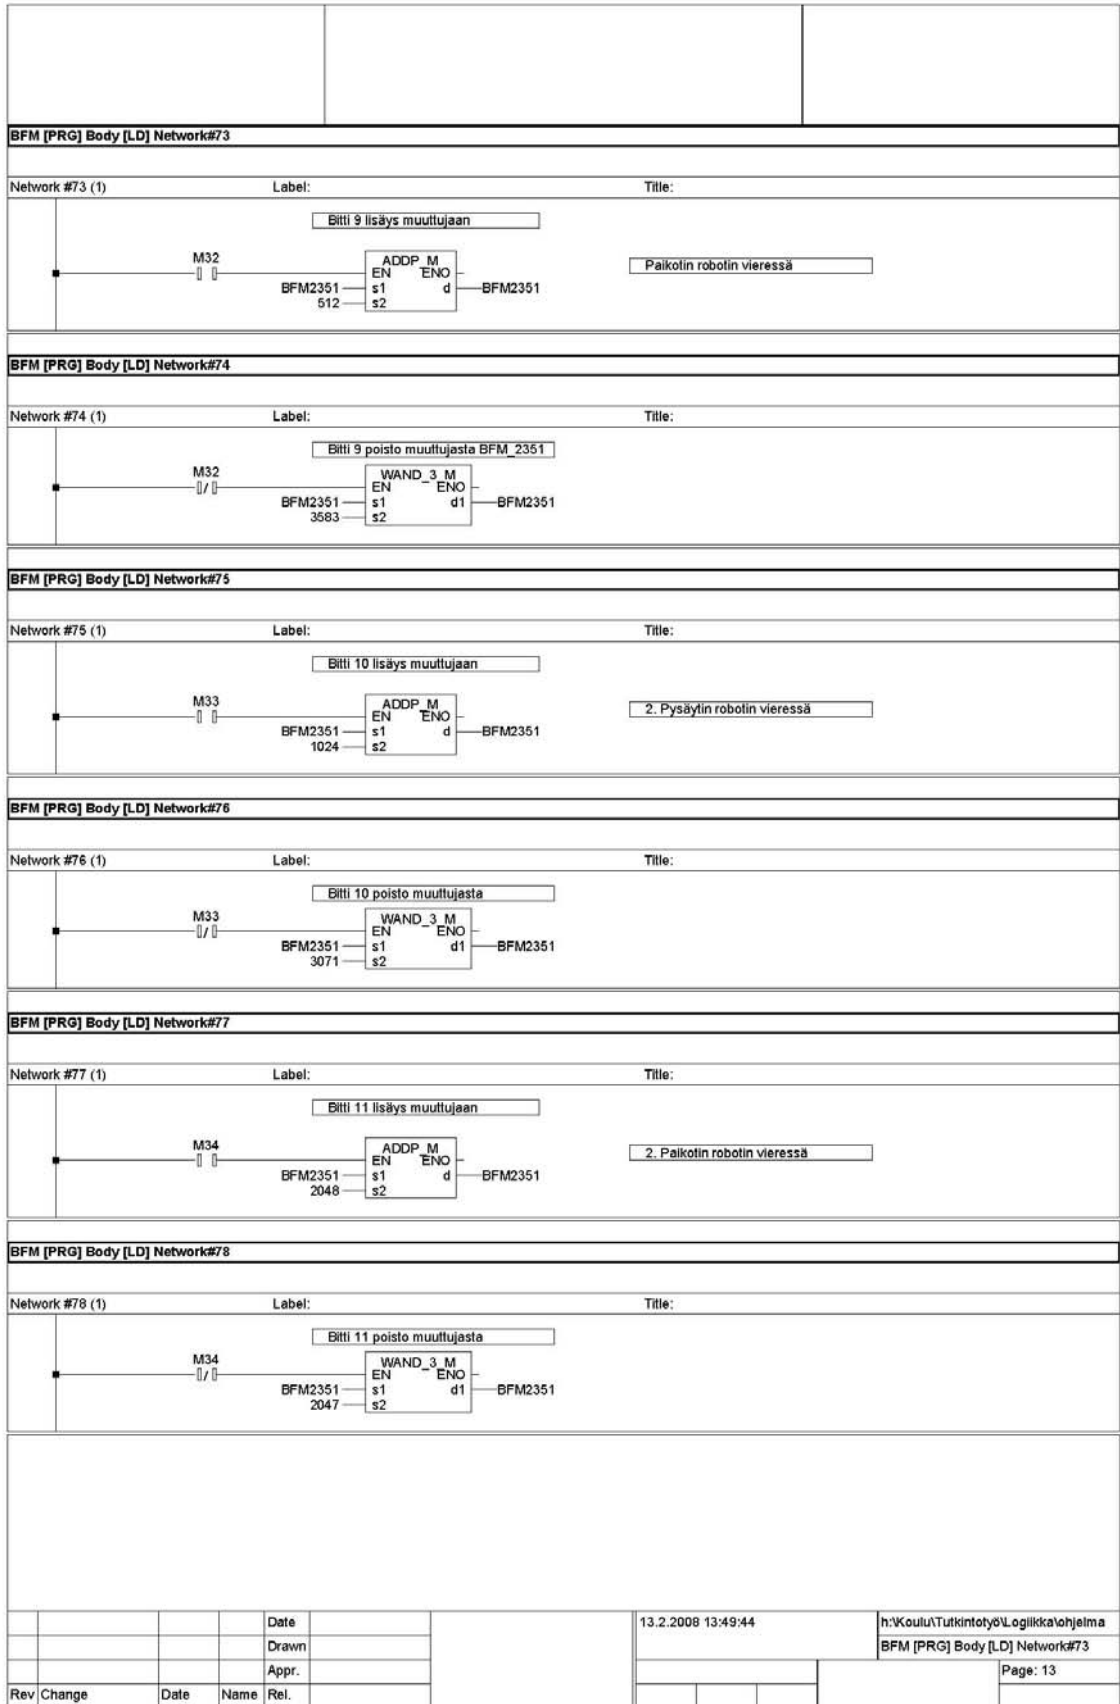 BFM [PRG] Body [LD] Network#73
Network #73 (1) Label: Title:
Bitti 9 lisäys muuttujaan
M32
ADDP_M
EN ENO
Paikotin robotin vieressä
BFM2351 s1 d BFM2351
512 s2
BFM [PRG] Body [LD] Network#74
Network #74 (1) Label: Title:
Bitti 9 poisto muuttujasta BFM_2351
M32
WAND_3_M
EN ENO
BFM2351 s1 d1 BFM2351
3583 s2
BFM [PRG] Body [LD] Network#75
Network #75 (1) Label: Title:
Bitti 10 lisäys muuttujaan
M33
ADDP_M
EN ENO
2. Pysäytin robotin vieressä
BFM2351 s1 d BFM2351
1024 s2
BFM [PRG] Body [LD] Network#76
Network #76 (1) Label: Title:
Bitti 10 poisto muuttujasta
M33
WAND_3_M
EN ENO
BFM2351 s1 d1 BFM2351
3071 s2
BFM [PRG] Body [LD] Network#77
Network #77 (1) Label: Title:
Bitti 11 lisäys muuttujaan
M34
ADDP_M
EN ENO
2. Paikotin robotin vieressä
BFM2351 s1 d BFM2351
2048 s2
BFM [PRG] Body [LD] Network#78
Network #78 (1) Label: Title:
Bitti 11 poisto muuttujasta
M34
WAND_3_M
EN ENO
BFM2351 s1 d1 BFM2351
2047 s2
Date 13.2.2008 13:49:44 h:\Koulu\Tutkintotyö\Logiikka\ohjelma
Drawn BFM [PRG] Body [LD] Network#73
Appr. Page: 13
Rev Change Date Name Rel.